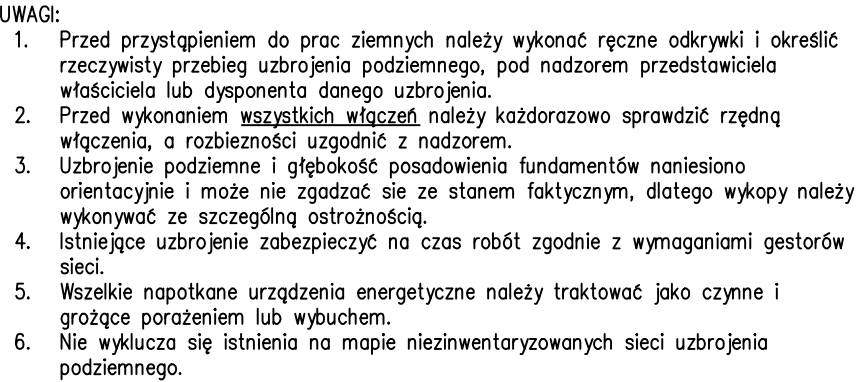 UWAGI:
1. Przed przystąpieniem do prac ziemnych należy wykonać ręczne odkrywki i określić
rzeczywisty przebieg uzbrojenia podziemnego, pod nadzorem przedstawiciela
właściciela lub dysponenta danego uzbrojenia.
2. Przed wykonaniem wszystkich włączeń należy każdorazowo sprawdzić rzędną
włączenia, a rozbiezności uzgodnić z nadzorem.
3. Uzbrojenie podziemne i głębokość posadowienia fundamentów naniesiono
orientacyjnie i może nie zgadzać sie ze stanem faktycznym, dlatego wykopy należy
wykonywać ze szczególną ostrożnością.
4. Istniejące uzbrojenie zabezpieczyć na czas robót zgodnie z wymaganiami gestorów
sieci.
5. Wszelkie napotkane urządzenia energetyczne należy traktować jako czynne i
grożące porażeniem lub wybuchem.
6. Nie wyklucza się istnienia na mapie niezinwentaryzowanych sieci uzbrojenia
podziemnego.